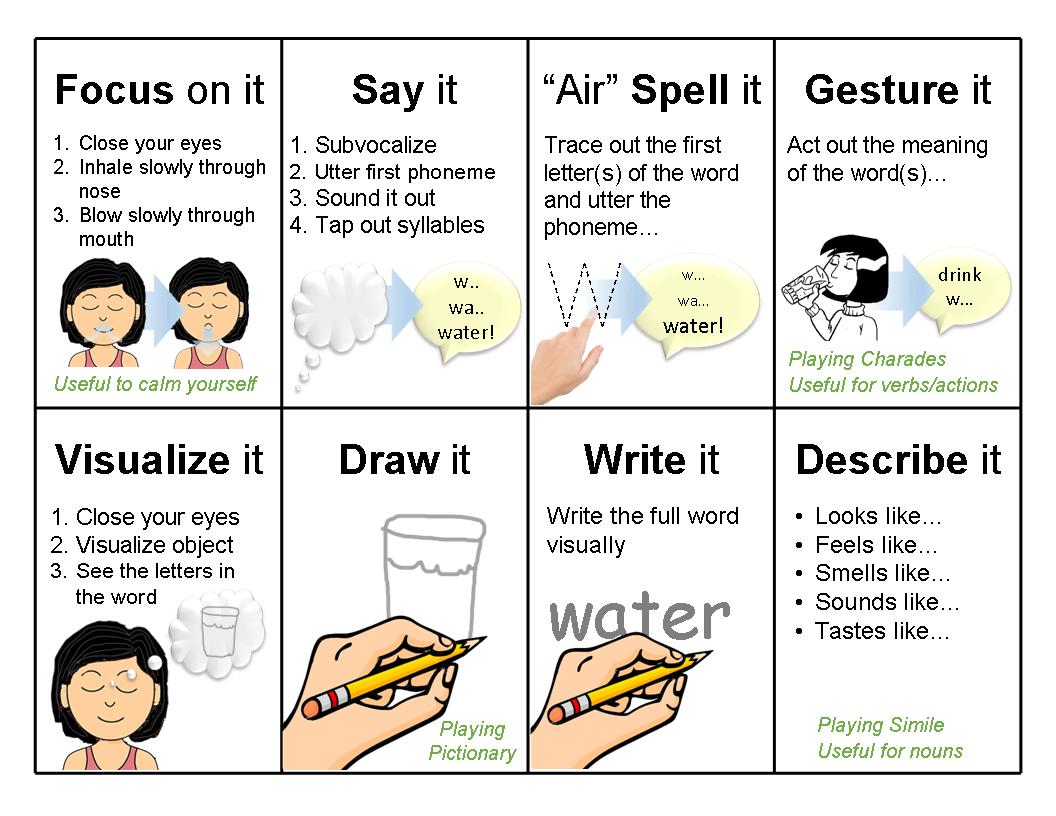 Focus on it
1. Close your eyes
2. Inhale slowly through
nose
3. Blow slowly through
mouth
Useful to calm yourself
Say it
1. Subvocalize
2. Utter first phoneme
3. Sound it out
4. Tap out syllables
w..
wa..
water!
“Air” Spell it
Trace out the first
letter(s) of the word
and utter the
phoneme…
W
w…
wa…
water!
Gesture it
Act out the meaning
of the word(s)…
drink
w…
Playing Charades
Useful for verbs/actions
Visualize it
1. Close your eyes
2. Visualize object
3. See the letters in
the word
Draw it
Playing
Pictionary
Write it
Write the full word
visually
water
Describe it
• Looks like…
• Feels like…
• Smells like…
• Sounds like…
• Tastes like…
Playing Simile
Useful for nouns